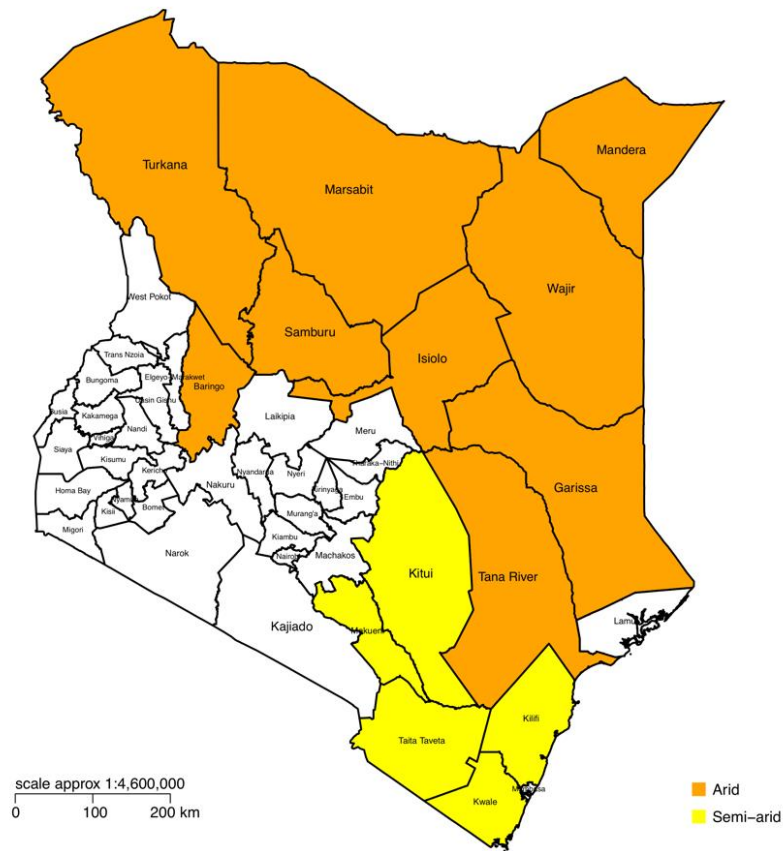 Mandera
Turkana
Marsabit
Wajir
West Pokot
Samburu
Isiolo
Trans Nzoia
Elgeyo-Marakwet
Bungoma
Baringo
Uasin Gishu
Busia
Kakamega
Laikipia
Nandi
Meru
Vihiga
Siaya
Kisumu
Tharaka-Nithi
Kericho
Nyandarua
Nyeri
Garissa
Homa Bay
Nakuru
Kirinyaga
Embu
Nyamira
Bomet
Kisii
Murang'a
Migori
Kiambu
Narok
Nairobi
Machakos
Kitui
Tana River
Kajiado
Lamu
Makueni
Kilifi
Taita Taveta
scale approx 1:4,600,000
Mombasa
Arid
Kwale
0 100 200 km
Semi-arid